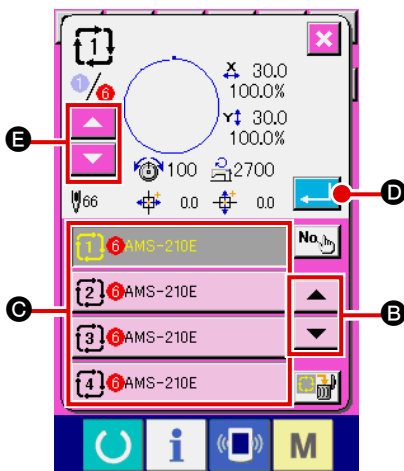 1
X 30.0
100.0%
1/6
Y 30.0
100.0%
E
100 2700
D
66 0.0 0.0
1 6 AMS-210E
No.
2 6 AMS-210E
C
B
3 6 AMS-210E
4 6 AMS-210E
i
M